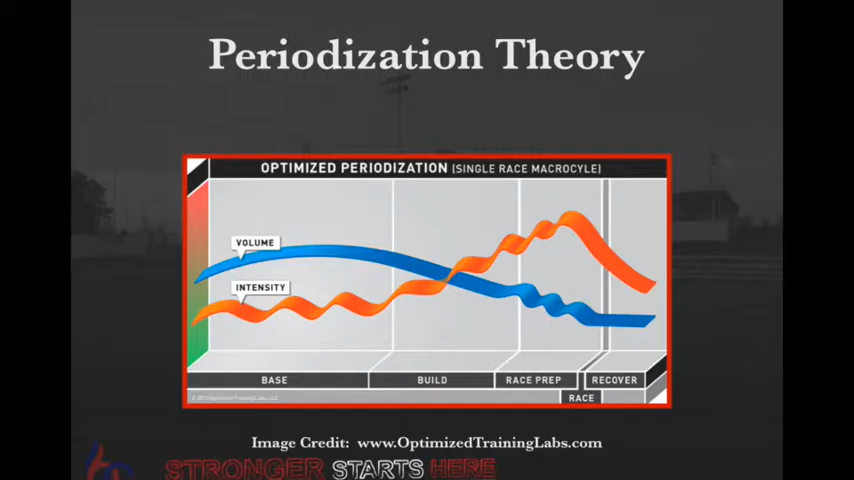 Periodization Theory
OPTIMIZED PERIODIZATION (SINGLE RACE MACROCYLE)
VOLUME
INTENSITY
BASE
BUILD
RACE PREP
RECOVER
RACE
Image Credit: www.OptimizedTrainingLabs.com
STRONGER STARTS HERE